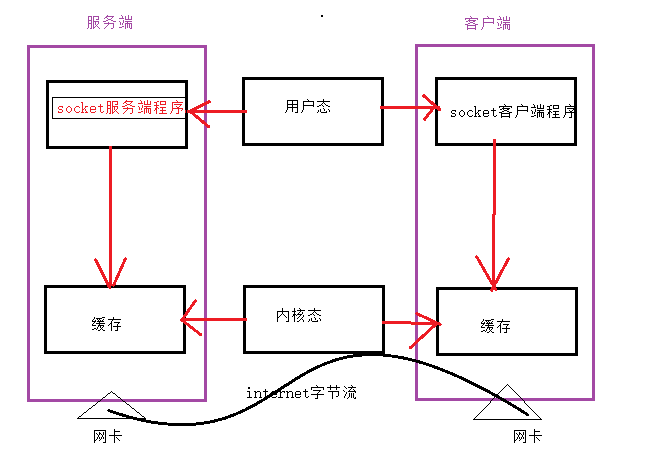 服务端
客户端
socket服务端程序
用户态
socket客户端程序
缓存
内核态
缓存
internet字节流
网卡
网卡